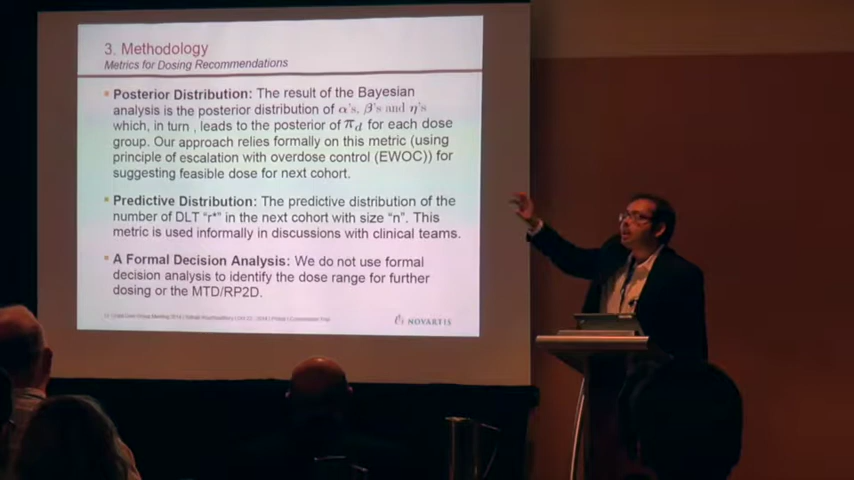 3. Methodology
Metrics for Dosing Recommendations
Posterior Distribution: The result of the Bayesian
analysis is the posterior distribution of α's, β's and η's
which, in turn , leads to the posterior of π_d for each dose
group. Our approach relies formally on this metric (using
principle of escalation with overdose control (EWOC)) for
suggesting feasible dose for next cohort.
Predictive Distribution: The predictive distribution of the
number of DLT "r*" in the next cohort with size "n". This
metric is used informally in discussions with clinical teams.
A Formal Decision Analysis: We do not use formal
decision analysis to identify the dose range for further
dosing or the MTD/RP2D.
NOVARTIS